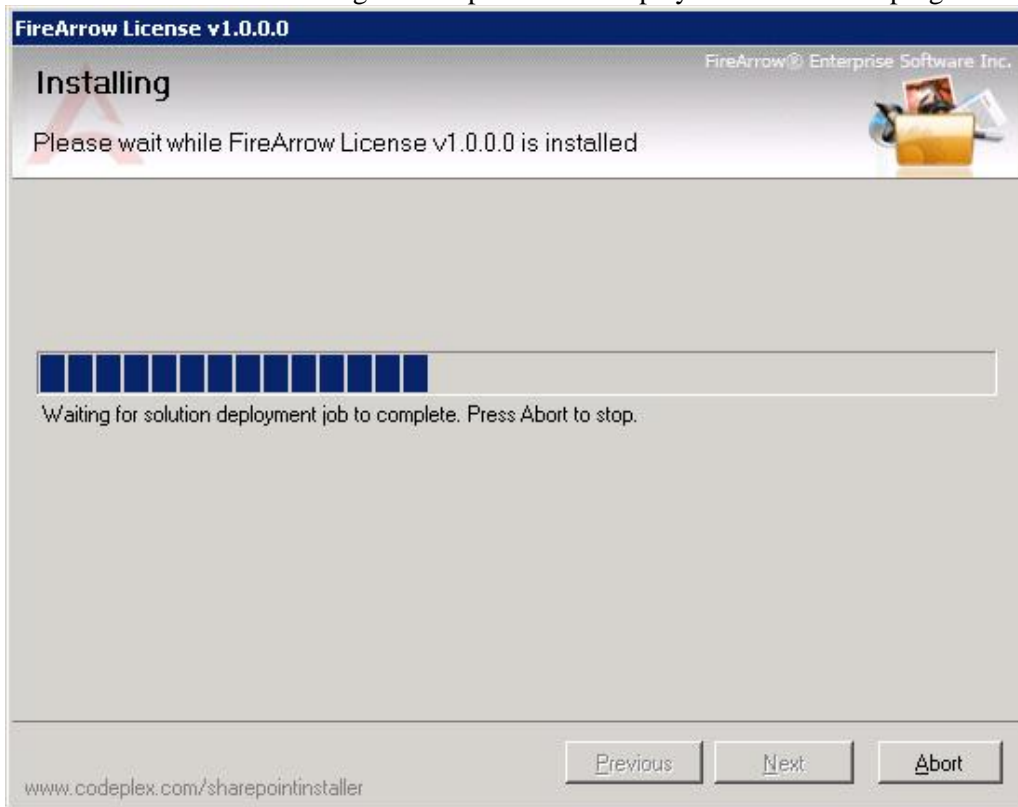 FireArrow License v1.0.0.0
FireArrow® Enterprise Software Inc.
Installing
Please wait while FireArrow License v1.0.0.0 is installed
Waiting for solution deployment job to complete. Press Abort to stop.
Previous Next Abort
www.codeplex.com/sharepointinstaller